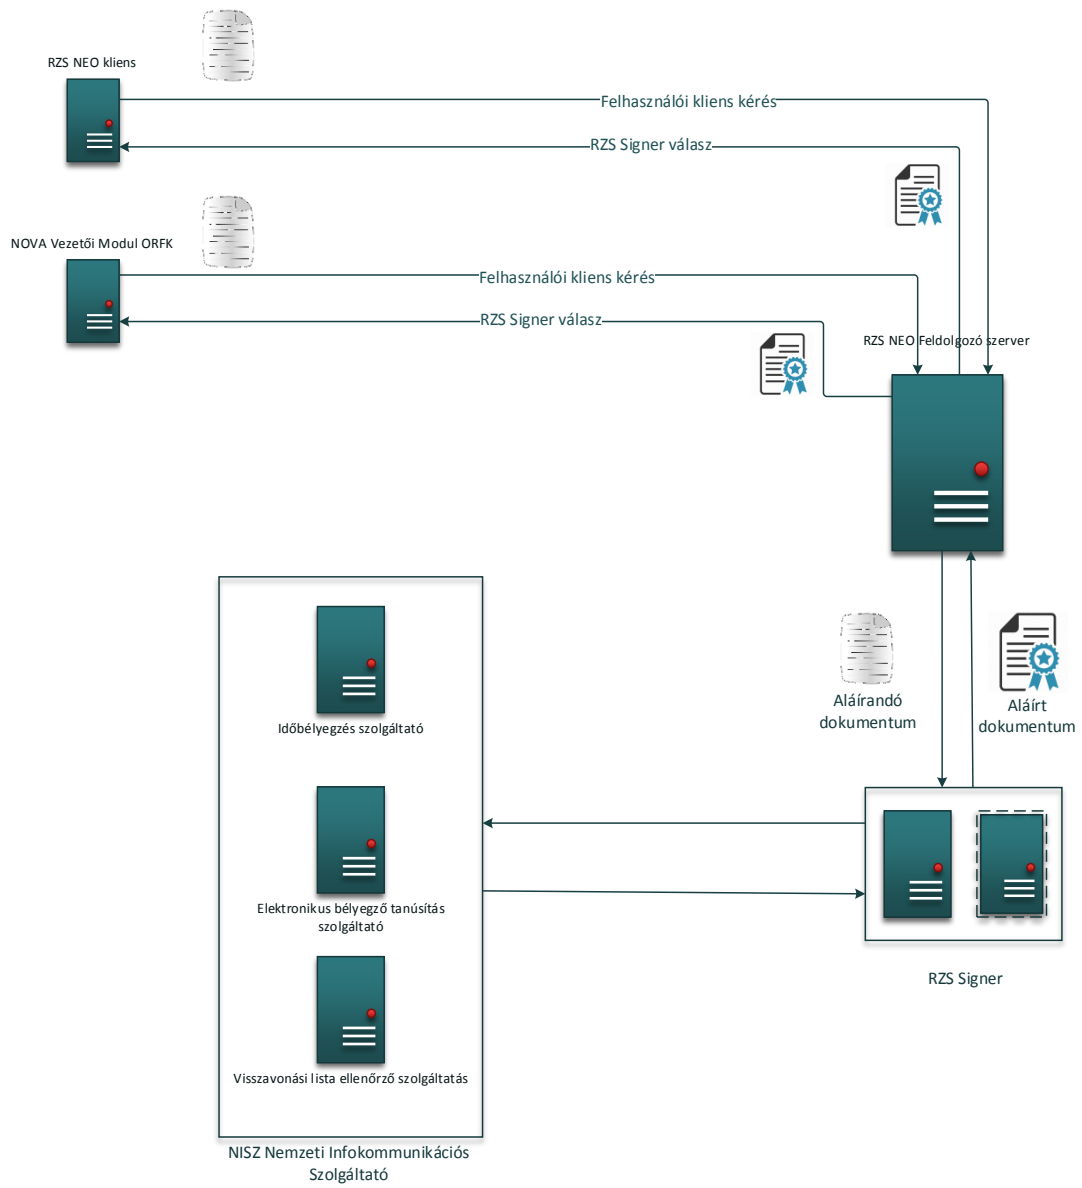 RZS NEO kliens
Felhasználói kliens kérés
RZS Signer válasz
NOVA Vezetői Modul ORFK
Felhasználói kliens kérés
RZS Signer válasz
RZS NEO Feldolgozó szerver
Időbélyegzés szolgáltató
Elektronikus bélyegző tanúsítás
szolgáltató
Visszavonási lista ellenőrző szolgáltatás
NISZ Nemzeti Infokommunikációs
Szolgáltató
Aláírandó
dokumentum
Aláírt
dokumentum
RZS Signer